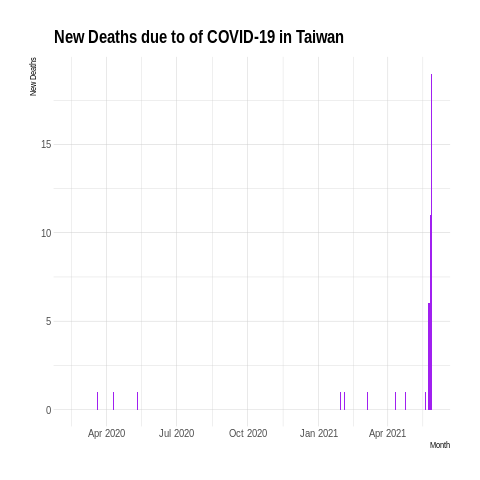 New Deaths due to of COVID-19 in Taiwan
New Deaths
15
10
5
0
Apr 2020 Jul 2020 Oct 2020 Jan 2021 Apr 2021
Month